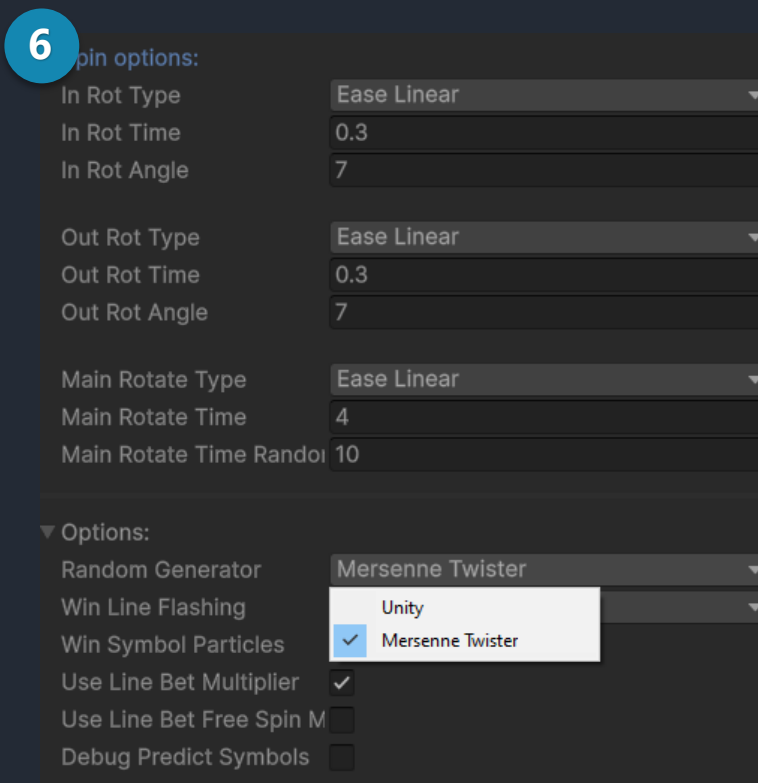 6
pin options:
In Rot Type Ease Linear
In Rot Time 0.3
In Rot Angle 7
Out Rot Type Ease Linear
Out Rot Time 0.3
Out Rot Angle 7
Main Rotate Type Ease Linear
Main Rotate Time 4
Main Rotate Time Rando 10
Options:
Random Generator Mersenne Twister
Win Line Flashing
Unity
Win Symbol Particles
Mersenne Twister
Use Line Bet Multiplier
Use Line Bet Free Spin M
Debug Predict Symbols